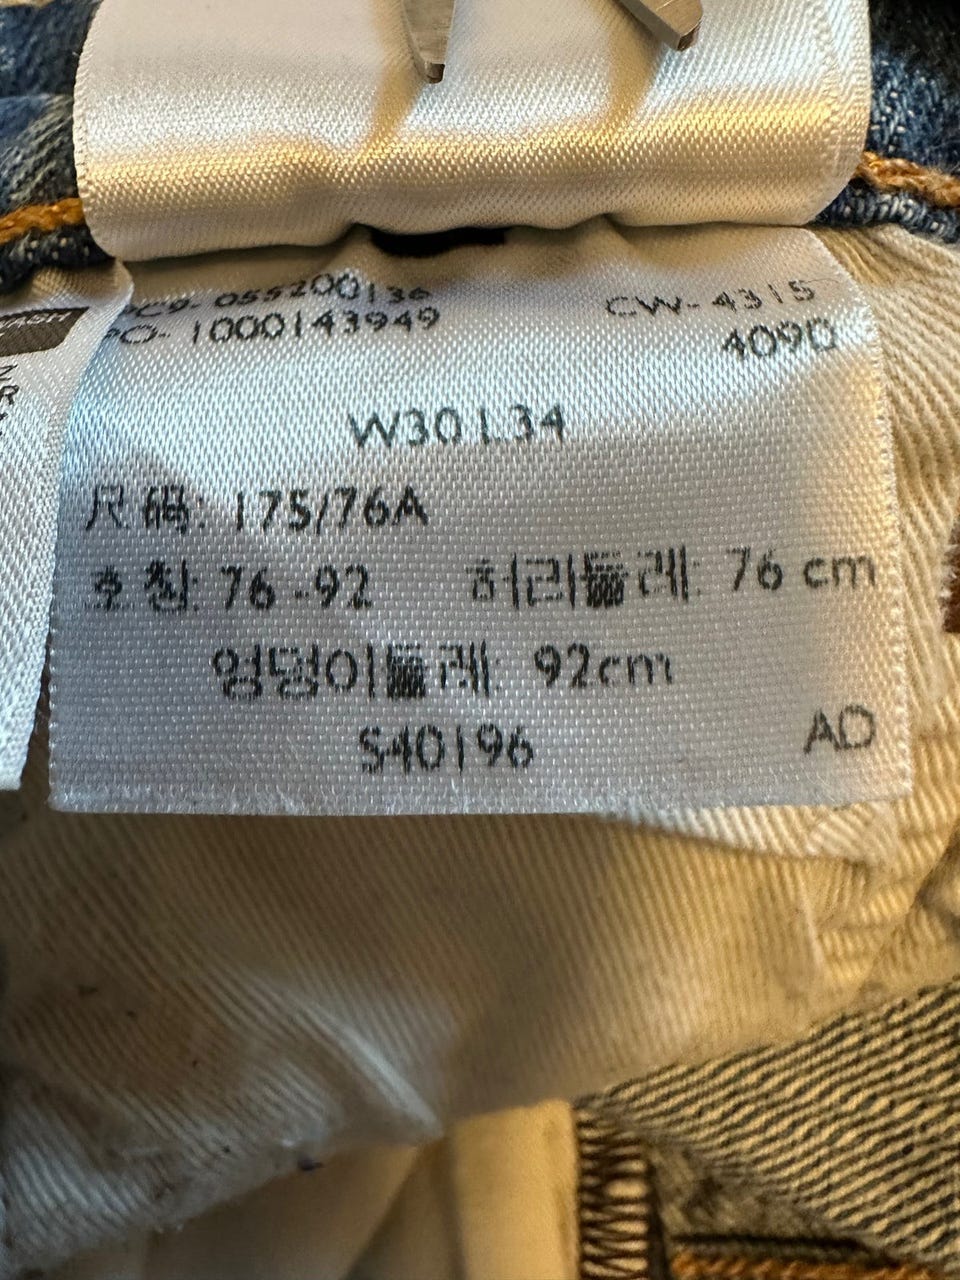 PC9-055200136 CW-4315
PO-1000143949 4090
W30 L34
尺码: 175/76A
호칭: 76-92 허리둘레: 76 cm
엉덩이둘레: 92cm
S40196 AD